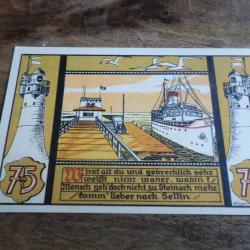 75
Wirst alt du und gebrechlich sehr
weißt nicht woher wohin
Mensch geh' doch nicht zu Steinach mehr
komm' lieber nach Sellin